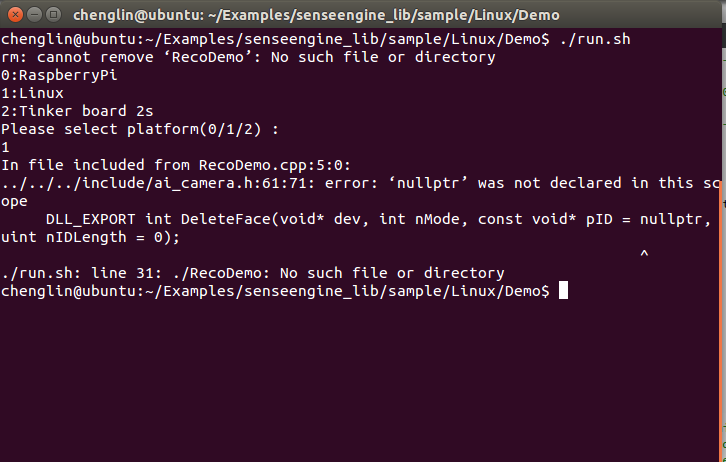 chenglin@ubuntu: ~/Examples/senseengine_lib/sample/Linux/Demo
chenglin@ubuntu:~/Examples/senseengine_lib/sample/Linux/Demo$ ./run.sh
rm: cannot remove ‘RecoDemo’: No such file or directory
0:RaspberryPi
1:Linux
2:Tinker board 2s
Please select platform(0/1/2) :
1
In file included from RecoDemo.cpp:5:0:
../../../include/ai_camera.h:61:71: error: ‘nullptr’ was not declared in this sc
ope
     DLL_EXPORT int DeleteFace(void* dev, int nMode, const void* pID = nullptr,
uint nIDLength = 0);
^
./run.sh: line 31: ./RecoDemo: No such file or directory
chenglin@ubuntu:~/Examples/senseengine_lib/sample/Linux/Demo$